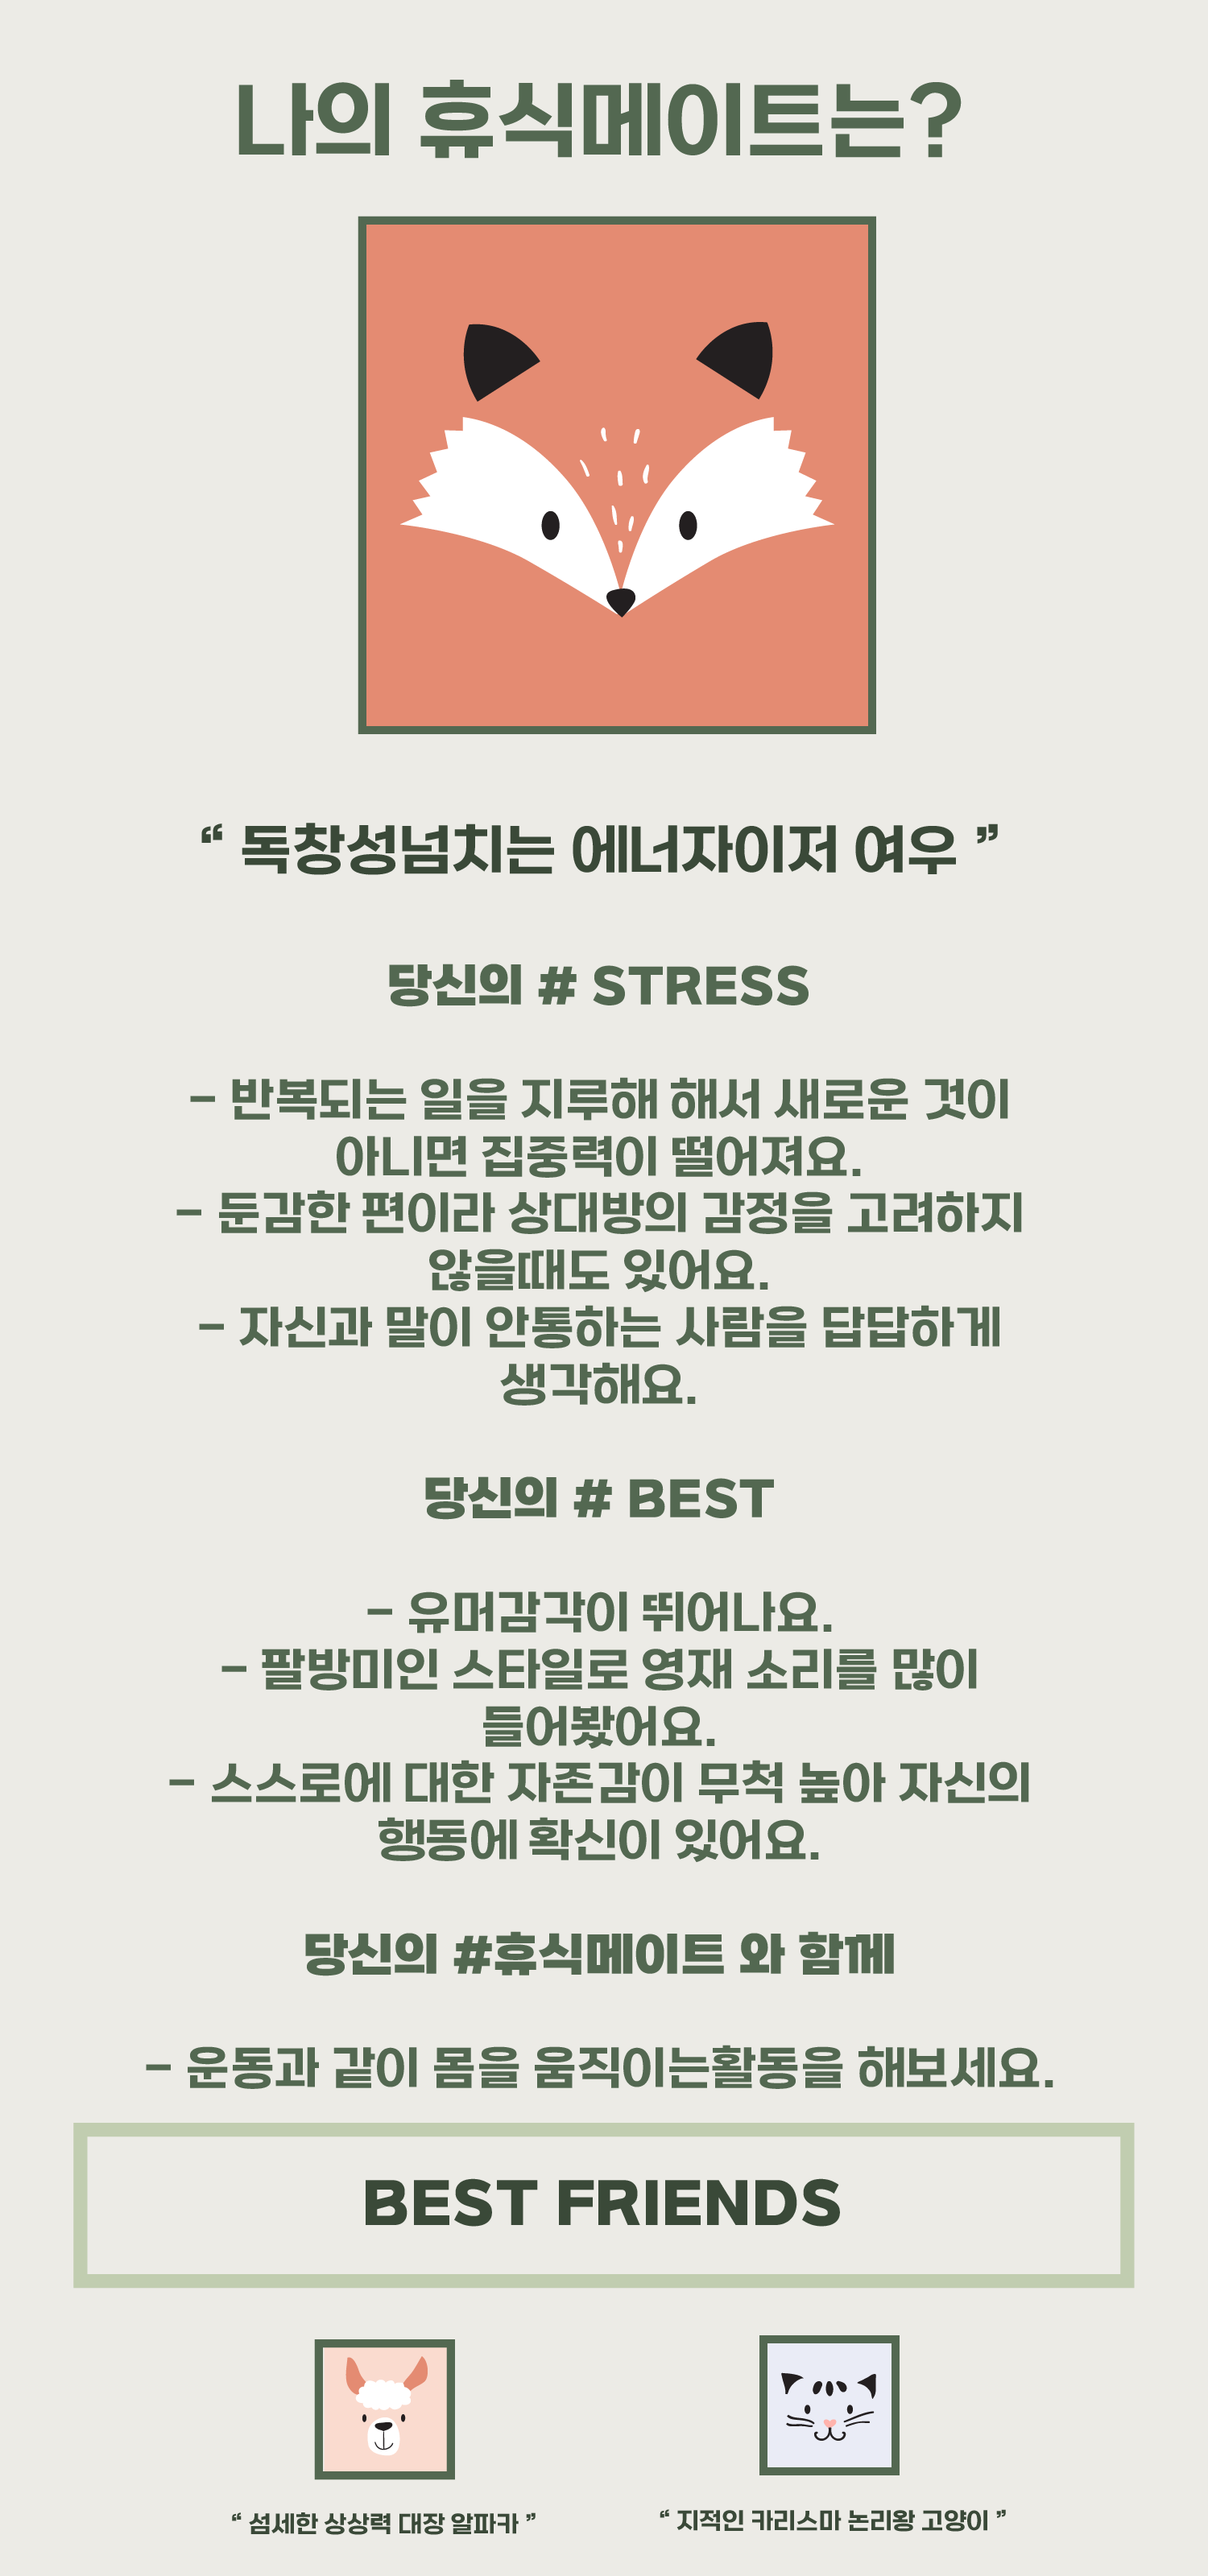 나의 휴식메이트는?
“ 독창성넘치는 에너자이저 여우 ”
당신의 # STRESS
- 반복되는 일을 지루해 해서 새로운 것이
아니면 집중력이 떨어져요.
- 둔감한 편이라 상대방의 감정을 고려하지
않을때도 있어요.
- 자신과 말이 안통하는 사람을 답답하게
생각해요.
당신의 # BEST
- 유머감각이 뛰어나요.
- 팔방미인 스타일로 영재 소리를 많이
들어봤어요.
- 스스로에 대한 자존감이 무척 높아 자신의
행동에 확신이 있어요.
당신의 #휴식메이트 와 함께
- 운동과 같이 몸을 움직이는활동을 해보세요.
BEST FRIENDS
“ 섬세한 상상력 대장 알파카 ”
“ 지적인 카리스마 논리왕 고양이 ”